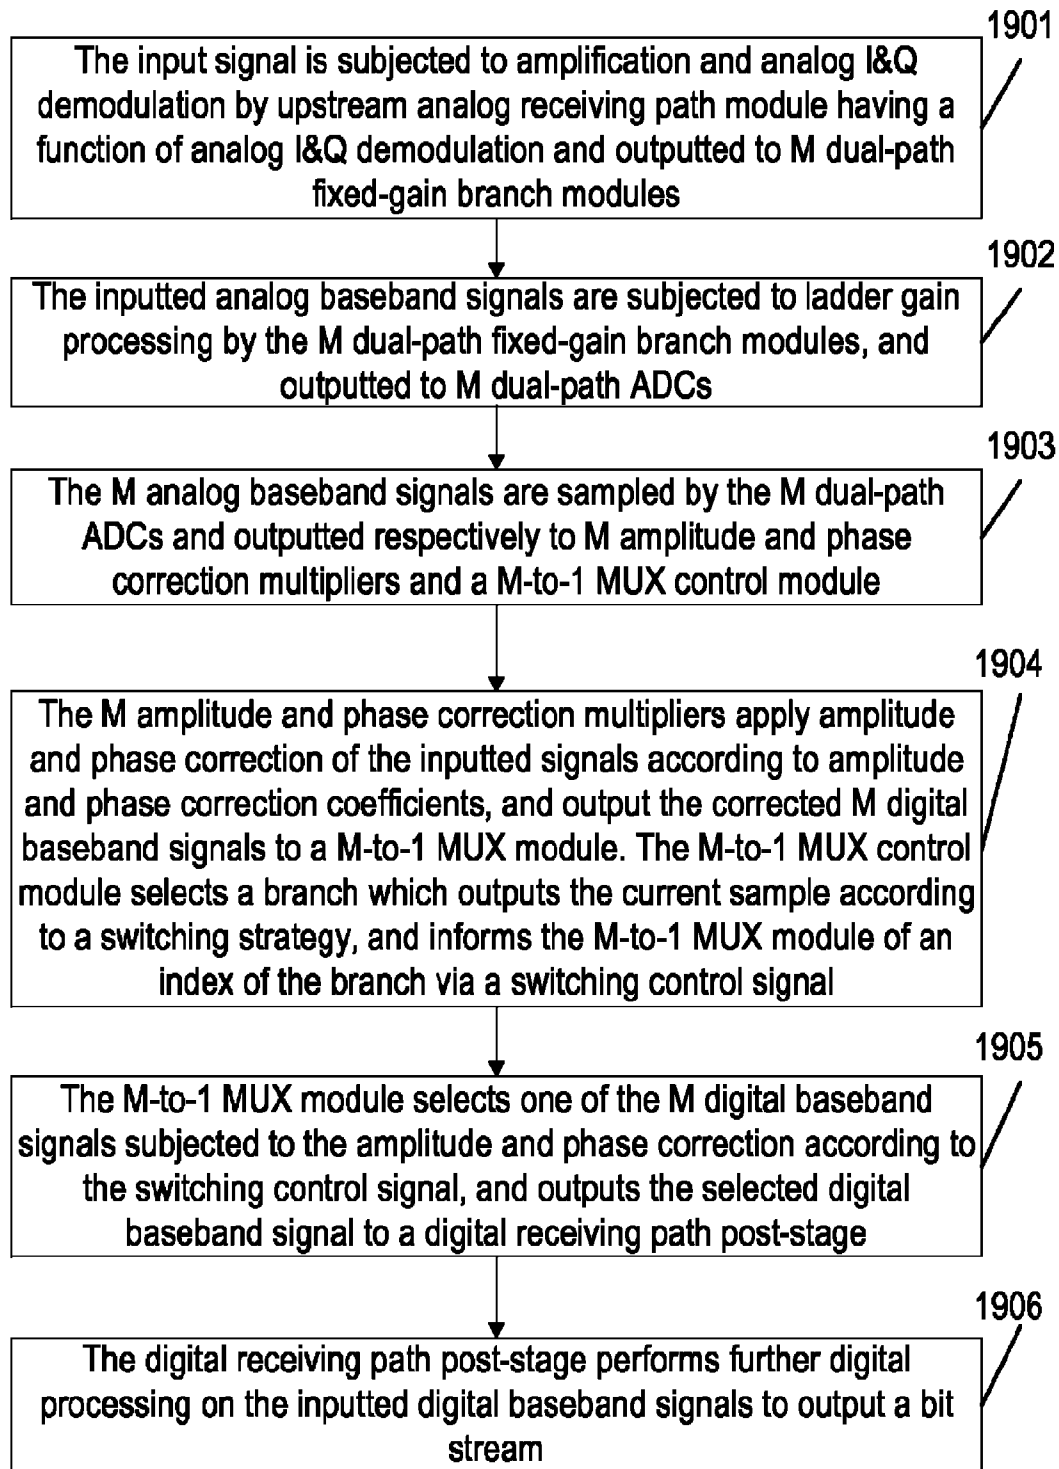 1901
The input signal is subjected to amplification and analog I&Q
demodulation by upstream analog receiving path module having a
function of analog I&Q demodulation and outputted to M dual-path
fixed-gain branch modules
1902
The inputted analog baseband signals are subjected to ladder gain
processing by the M dual-path fixed-gain branch modules, and
outputted to M dual-path ADCs
1903
The M analog baseband signals are sampled by the M dual-path
ADCs and outputted respectively to M amplitude and phase
correction multipliers and a M-to-1 MUX control module
1904
The M amplitude and phase correction multipliers apply amplitude
and phase correction of the inputted signals according to amplitude
and phase correction coefficients, and output the corrected M digital
baseband signals to a M-to-1 MUX module. The M-to-1 MUX control
module selects a branch which outputs the current sample according
to a switching strategy, and informs the M-to-1 MUX module of an
index of the branch via a switching control signal
1905
The M-to-1 MUX module selects one of the M digital baseband
signals subjected to the amplitude and phase correction according to
the switching control signal, and outputs the selected digital
baseband signal to a digital receiving path post-stage
1906
The digital receiving path post-stage performs further digital
processing on the inputted digital baseband signals to output a bit
stream